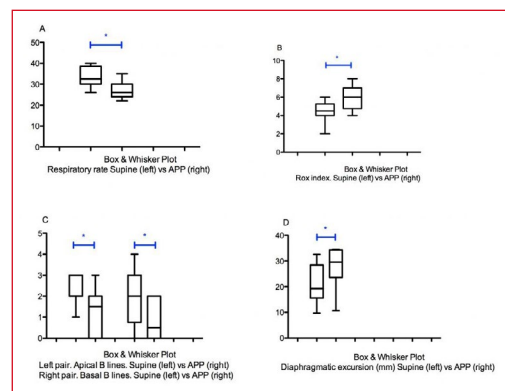 A
*
50
40
30
20
10
0
Box & Whisker Plot
Respiratory rate Supine (left) vs APP (right)
B
*
10
8
6
4
2
0
Box & Whisker Plot
Rox index. Supine (left) vs APP (right)
C
*
*
5
4
3
2
1
0
Box & Whisker Plot
Left pair. Apical B lines. Supine (left) vs APP (right)
Right pair. Basal B lines. Supine (left) vs APP (right)
D
*
40
30
20
10
0
Box & Whisker Plot
Diaphragmatic excursion (mm) Supine (left) vs APP (right)